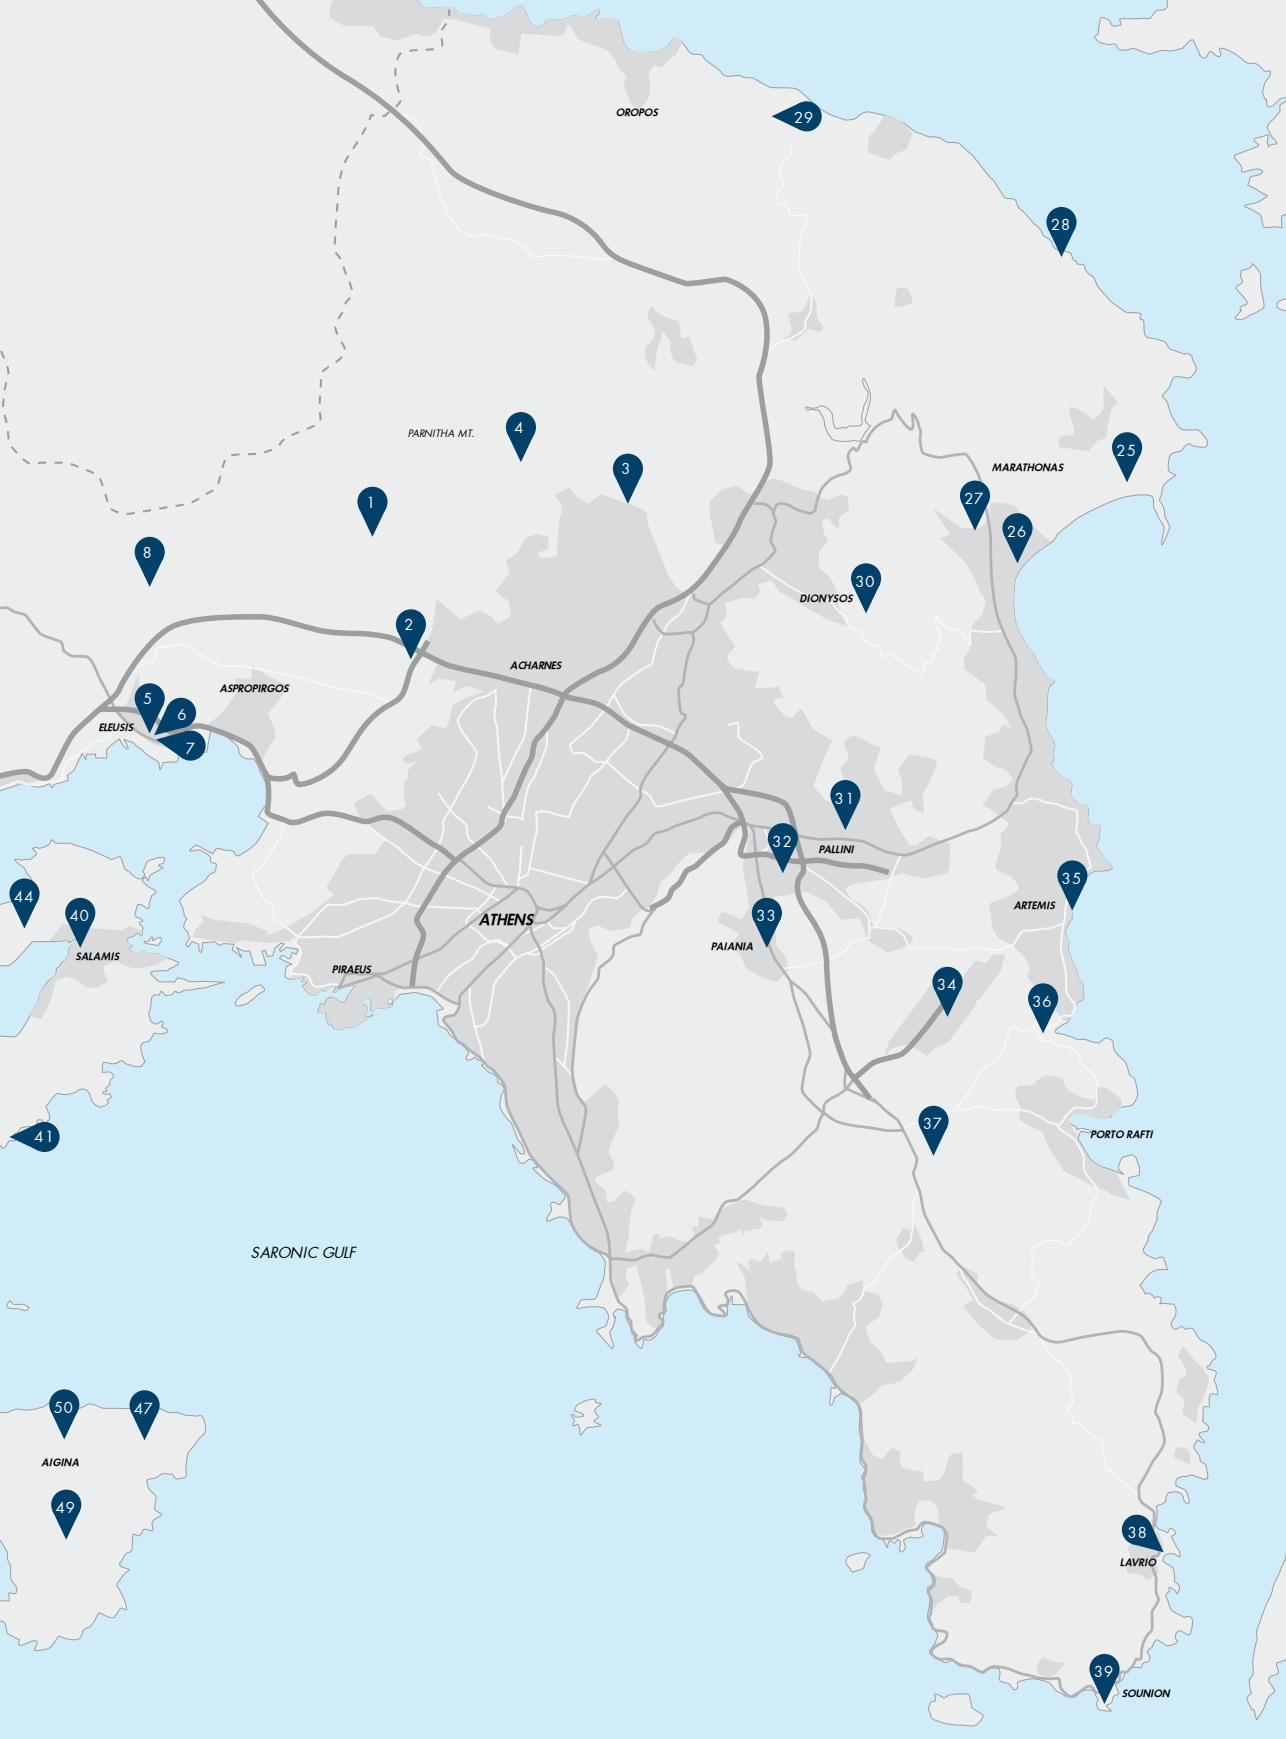 OROPOS
29
28
4
PARNITHA MT.
25
3
MARATHONAS
27
1
26
8
30
DIONYSOS
2
ACHARNES
ASPROPIRGOS
5
6
ELEUSIS
7
31
32
PALLINI
35
44
ARTEMIS
40
33
ATHENS
PAIANIA
SALAMIS
PIRAEUS
34
36
37
41
PORTO RAFTI
SARONIC GULF
50
47
AIGINA
49
38
LAVRIO
39
SOUNION